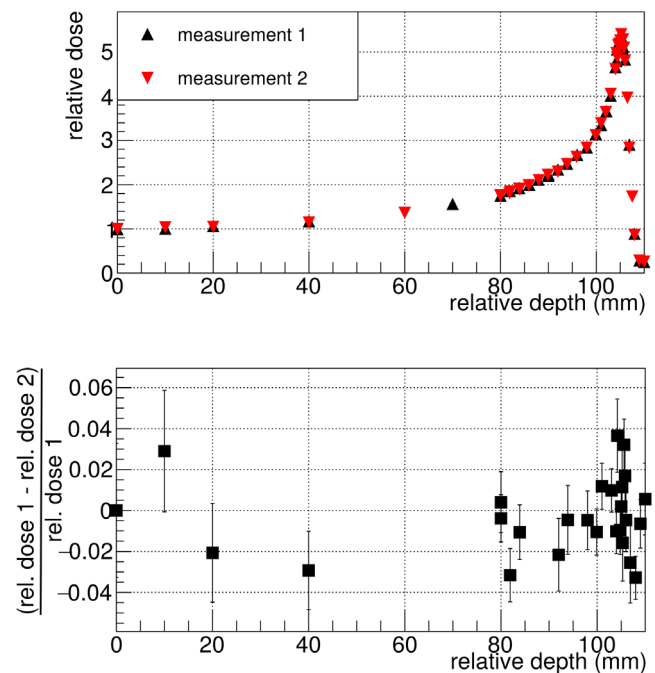 relative dose
measurement 1
measurement 2
5
4
3
2
1
0
0 20 40 60 80 100
relative depth (mm)
(rel. dose 1 - rel. dose 2)
rel. dose 1
0.06
0.04
0.02
0
−0.02
−0.04
0 20 40 60 80 100
relative depth (mm)